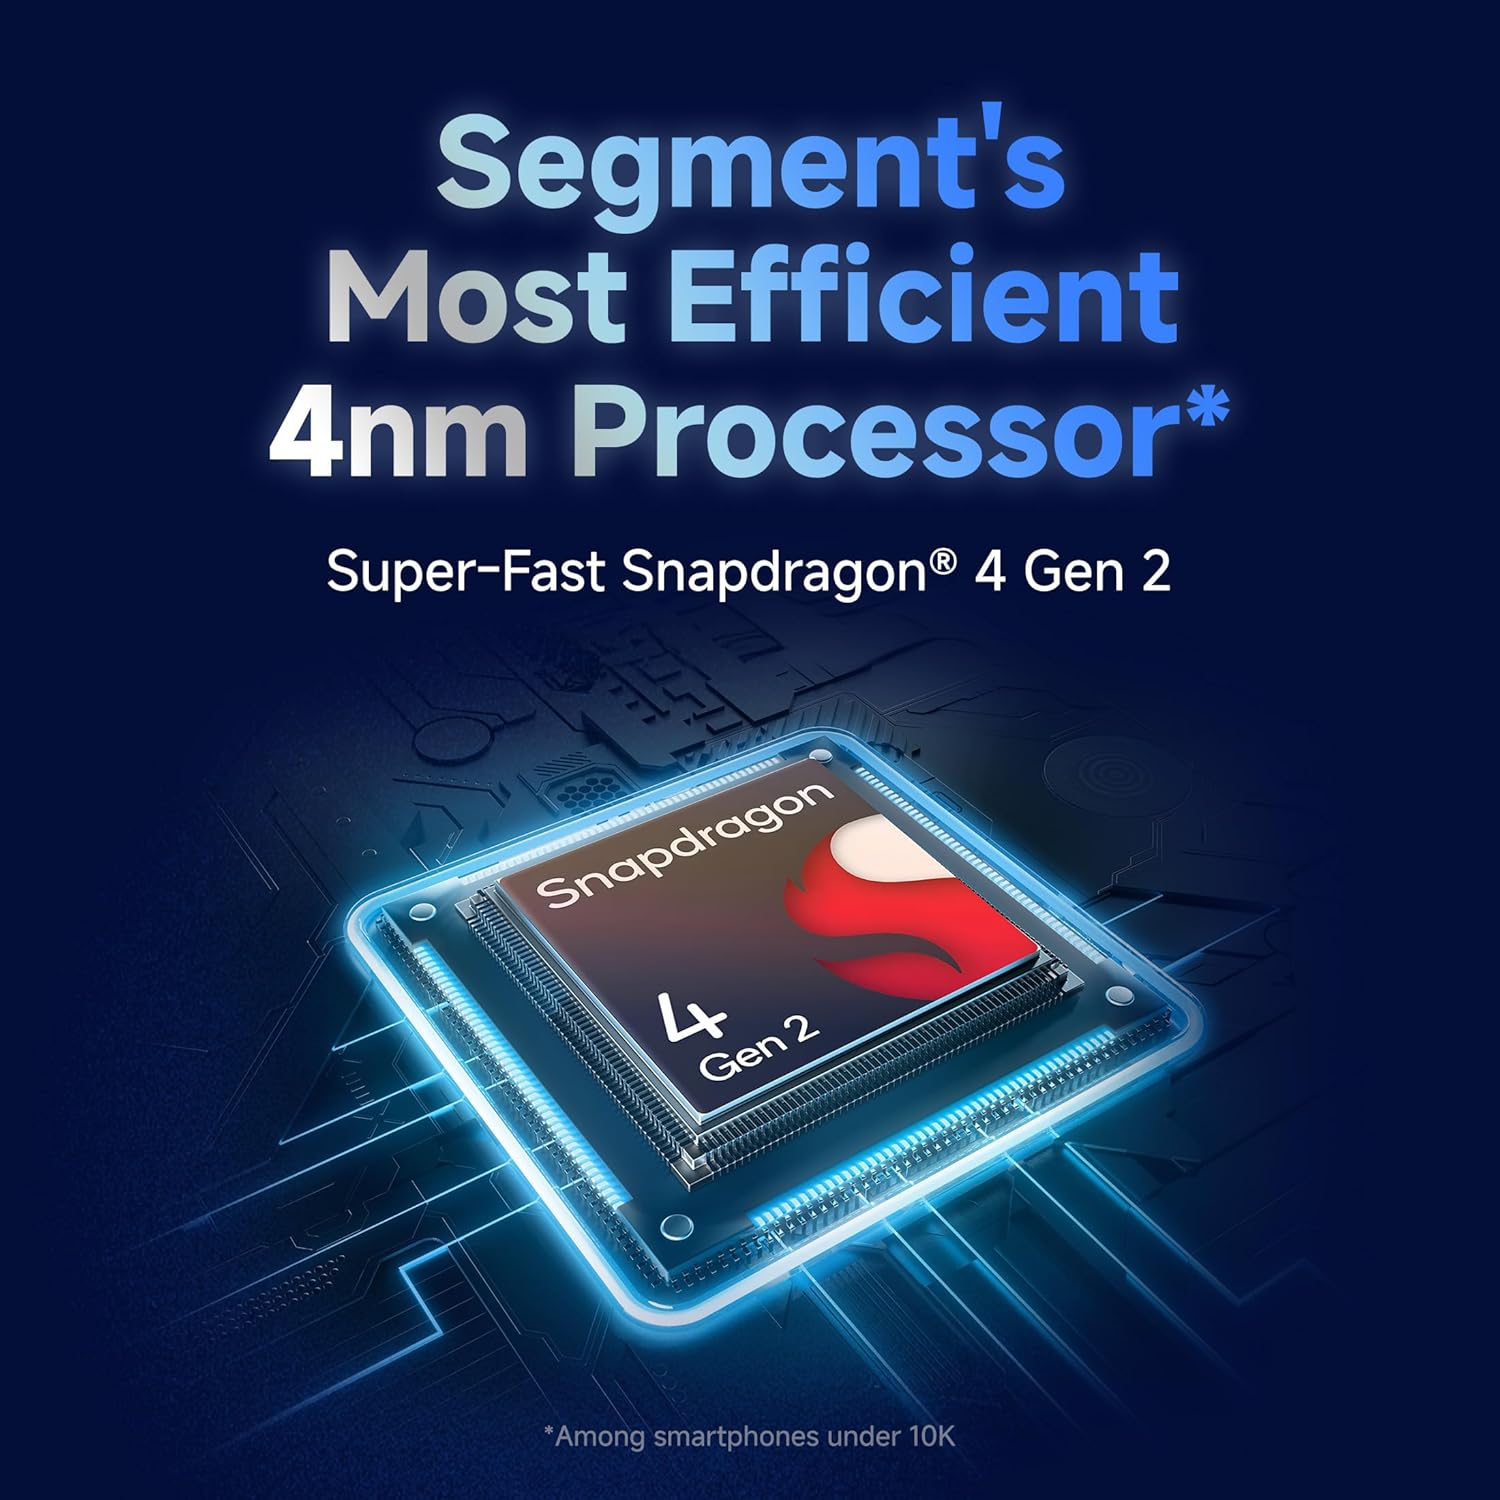 Segment's
Most Efficient
4nm Processor*
Super-Fast Snapdragon® 4 Gen 2
Snapdragon
4
Gen 2
*Among smartphones under 10K